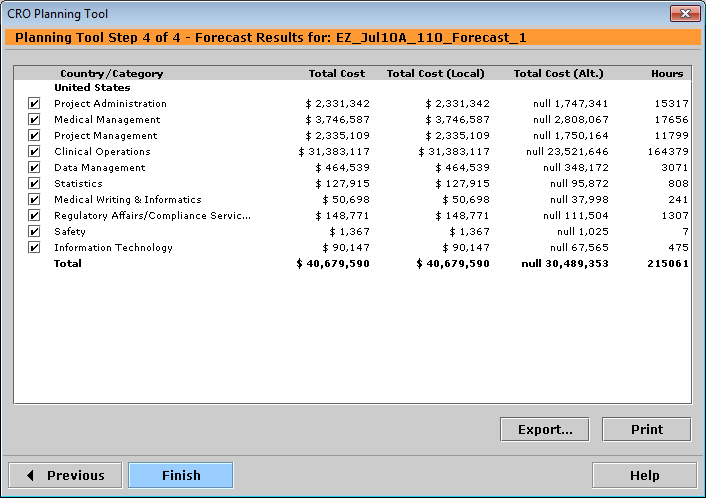 CRO Planning Tool
Planning Tool Step 4 of 4 - Forecast Results for: EZ_Jul10A_110_Forecast_1
Country/Category Total Cost Total Cost (Local) Total Cost (Alt.) Hours
United States
Project Administration $ 2,331,342 $ 2,331,342 null 1,747,341 15317
Medical Management $ 3,746,587 $ 3,746,587 null 2,808,067 17656
Project Management $ 2,335,109 $ 2,335,109 null 1,750,164 11799
Clinical Operations $ 31,383,117 $ 31,383,117 null 23,521,646 164379
Data Management $ 464,539 $ 464,539 null 348,172 3071
Statistics $ 127,915 $ 127,915 null 95,872 808
Medical Writing & Informatics $ 50,698 $ 50,698 null 37,998 241
Regulatory Affairs/Compliance Servic... $ 148,771 $ 148,771 null 111,504 1307
Safety $ 1,367 $ 1,367 null 1,025 7
Information Technology $ 90,147 $ 90,147 null 67,565 475
Total $ 40,679,590 $ 40,679,590 null 30,489,353 215061
Export... Print
Previous Finish Help